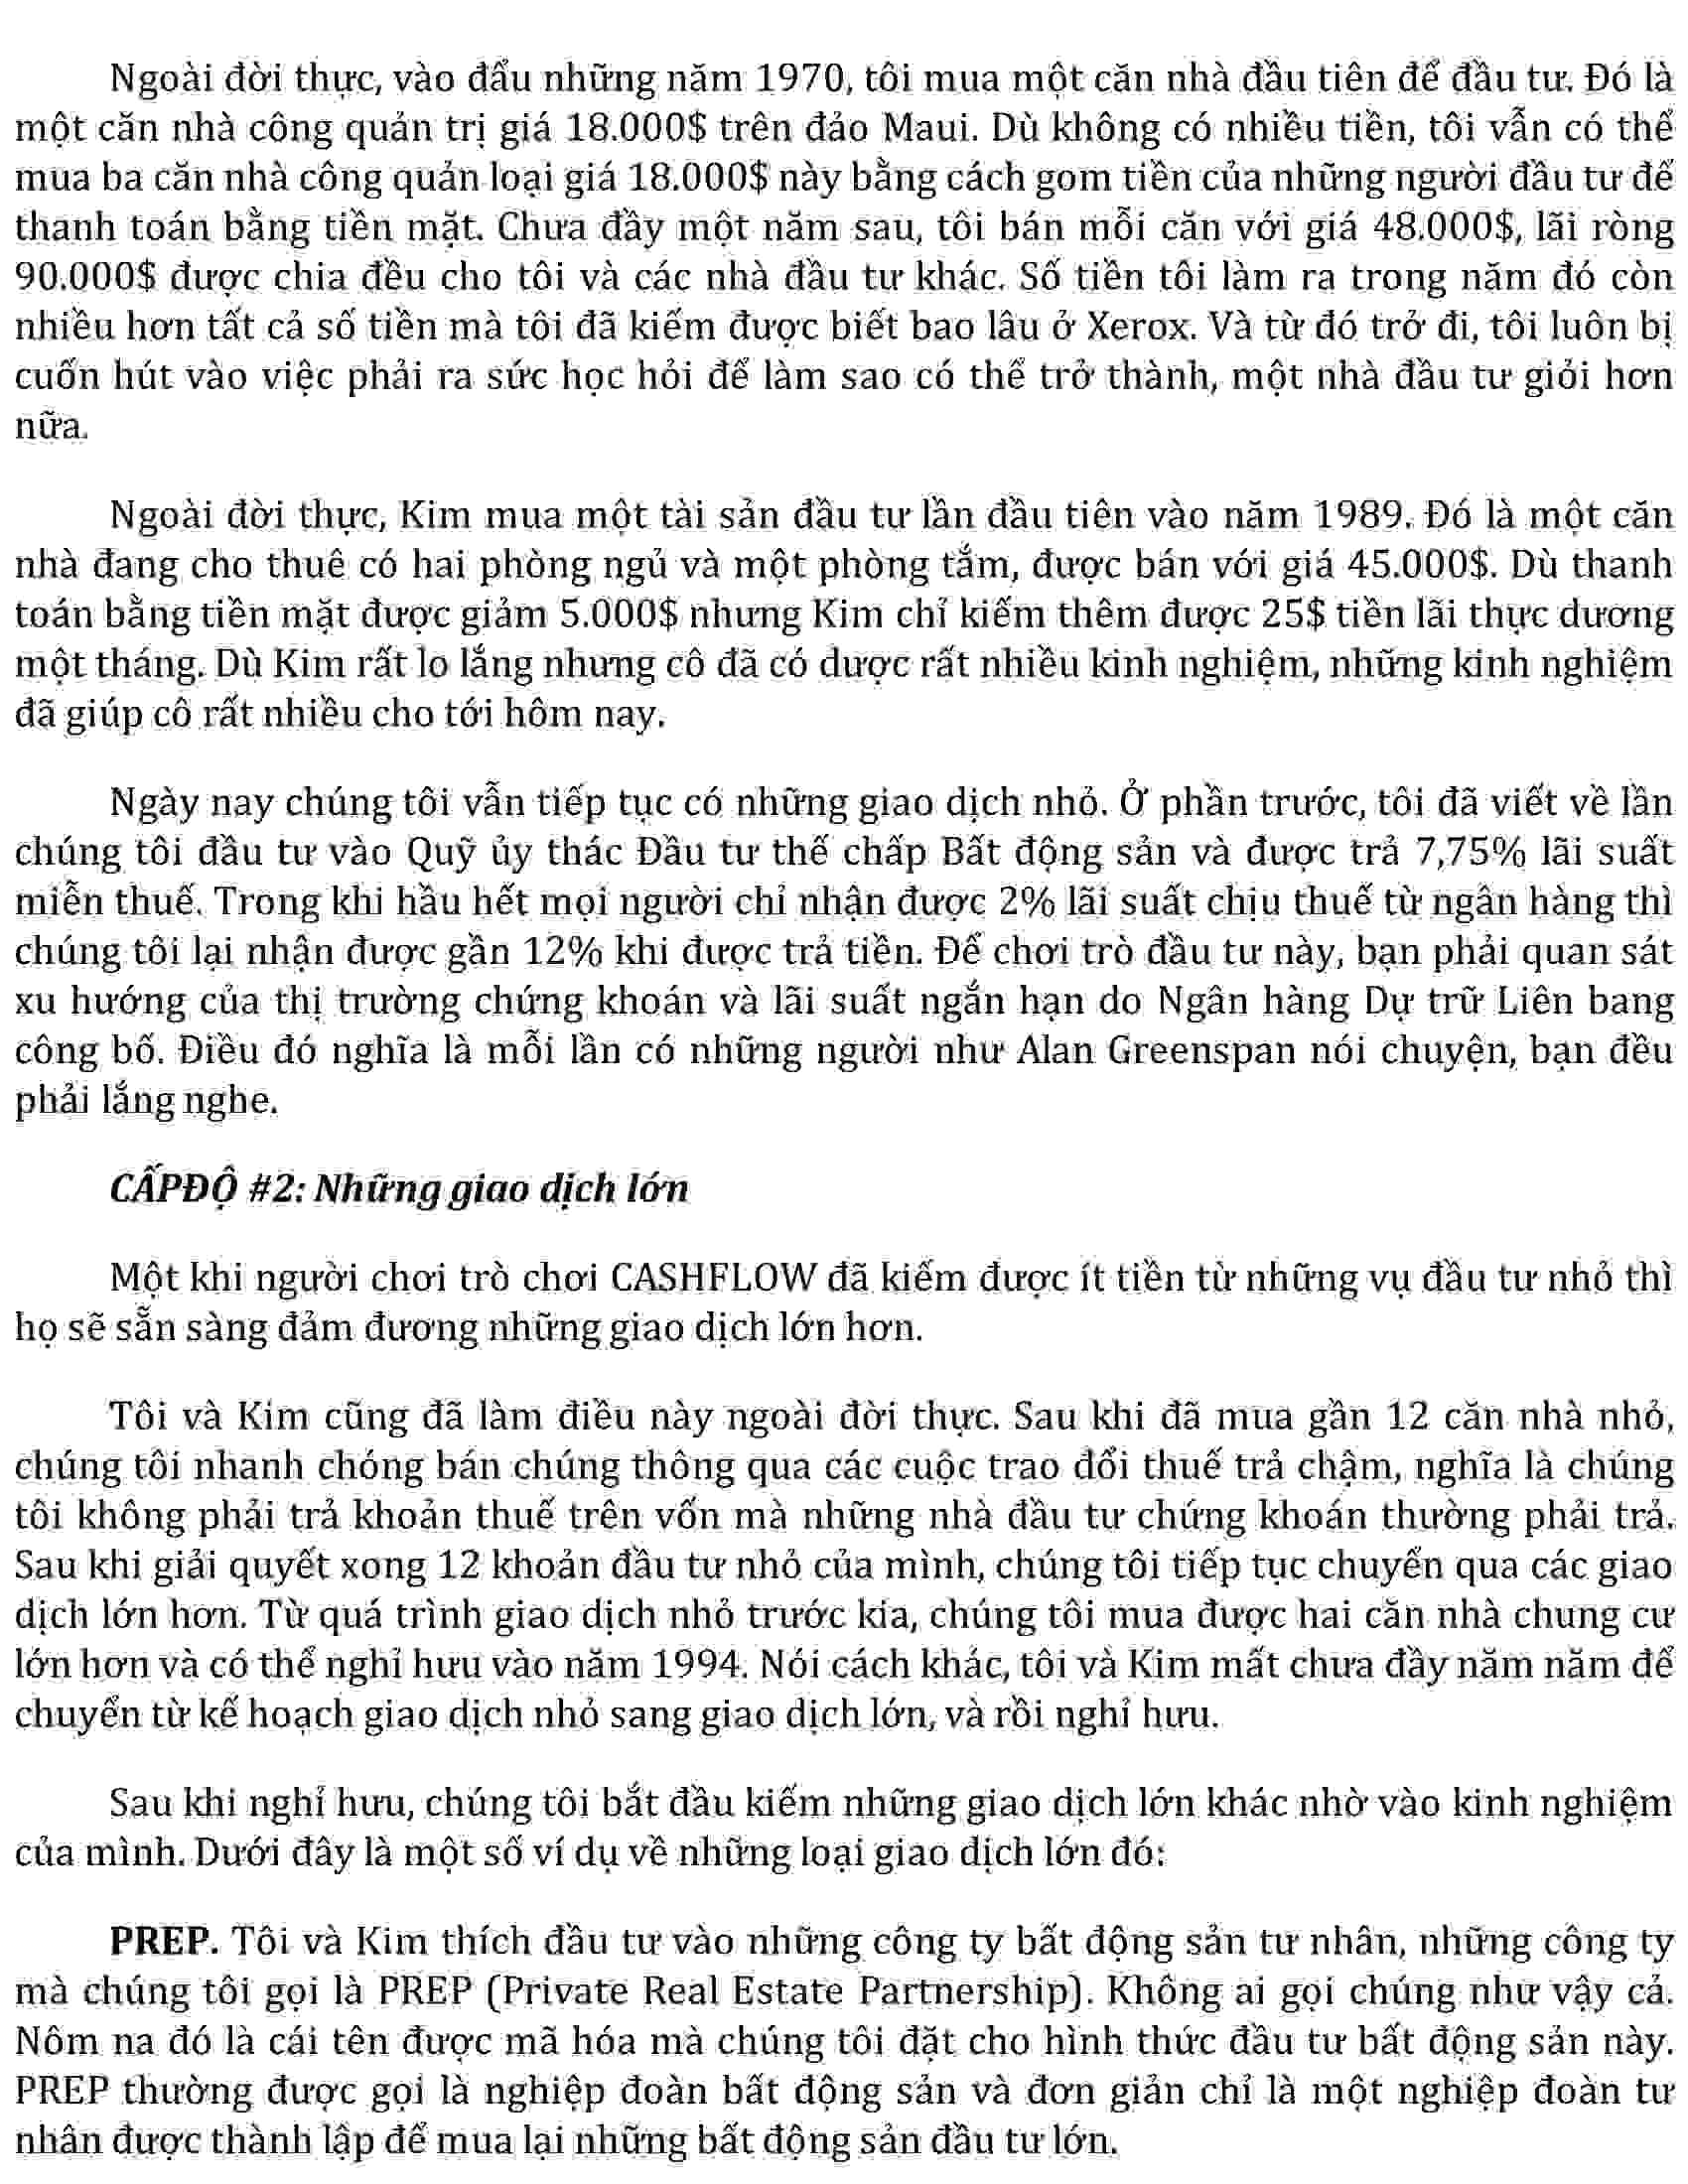 Ngoài đời thực, vào đẩu những năm 1970, tôi mua một căn nhà đầu tiên để đầu tư. Đó là
một căn nhà công quản trị giá 18.000$ trên đảo Maui. Dù không có nhiều tiền, tôi vẫn có thể
mua ba căn nhà công quản loại giá 18.000$ này bằng cách gom tiền của những người đầu tư để
thanh toán bằng tiền mặt. Chưa đầy một năm sau, tôi bán mỗi căn với giá 48.000$, lãi ròng
90.000$ được chia đều cho tôi và các nhà đầu tư khác. Số tiền tôi làm ra trong năm đó còn
nhiều hơn tất cả số tiền mà tôi đã kiếm được biết bao lâu ở Xerox. Và từ đó trở đi, tôi luôn bị
cuốn hút vào việc phải ra sức học hỏi để làm sao có thể trở thành, một nhà đầu tư giỏi hơn
nữa.
Ngoài đời thực, Kim mua một tài sản đầu tư lần đầu tiên vào năm 1989. Đó là một căn
nhà đang cho thuê có hai phòng ngủ và một phòng tắm, được bán với giá 45.000$. Dù thanh
toán bằng tiền mặt được giảm 5.000$ nhưng Kim chỉ kiếm thêm được 25$ tiền lãi thực dương
một tháng. Dù Kim rất lo lắng nhưng cô đã có dược rất nhiều kinh nghiệm, những kinh nghiệm
đã giúp cô rất nhiều cho tới hôm nay.
Ngày nay chúng tôi vẫn tiếp tục có những giao dịch nhỏ. Ở phần trước, tôi đã viết về lần
chúng tôi đầu tư vào Quỹ ủy thác Đầu tư thế chấp Bất động sản và được trả 7,75% lãi suất
miễn thuế. Trong khi hầu hết mọi người chỉ nhận được 2% lãi suất chịu thuế từ ngân hàng thì
chúng tôi lại nhận được gần 12% khi được trả tiền. Để chơi trò đầu tư này, bạn phải quan sát
xu hướng của thị trường chứng khoán và lãi suất ngắn hạn do Ngân hàng Dự trữ Liên bang
công bố. Điều đó nghĩa là mỗi lần có những người như Alan Greenspan nói chuyện, bạn đều
phải lắng nghe.
CẤPĐỘ #2: Những giao dịch lớn
Một khi người chơi trò chơi CASHFLOW đã kiếm được ít tiền từ những vụ đầu tư nhỏ thì
họ sẽ sẵn sàng đảm đương những giao dịch lớn hơn.
Tôi và Kim cũng đã làm điều này ngoài đời thực. Sau khi đã mua gần 12 căn nhà nhỏ,
chúng tôi nhanh chóng bán chúng thông qua các cuộc trao đổi thuế trả chậm, nghĩa là chúng
tôi không phải trả khoản thuế trên vốn mà những nhà đầu tư chứng khoán thường phải trả.
Sau khi giải quyết xong 12 khoản đầu tư nhỏ của mình, chúng tôi tiếp tục chuyển qua các giao
dịch lớn hơn. Từ quá trình giao dịch nhỏ trước kia, chúng tôi mua được hai căn nhà chung cư
lớn hơn và có thể nghỉ hưu vào năm 1994. Nói cách khác, tôi và Kim mất chưa đầy năm năm để
chuyển từ kế hoạch giao dịch nhỏ sang giao dịch lớn, và rồi nghỉ hưu.
Sau khi nghỉ hưu, chúng tôi bắt đầu kiếm những giao dịch lớn khác nhờ vào kinh nghiệm
của mình. Dưới đây là một số ví dụ về những loại giao dịch lớn đó:
PREP. Tôi và Kim thích đầu tư vào những công ty bất động sản tư nhân, những công ty
mà chúng tôi gọi là PREP (Private Real Estate Partnership). Không ai gọi chúng như vậy cả.
Nôm na đó là cái tên được mã hóa mà chúng tôi đặt cho hình thức đầu tư bất động sản này.
PREP thường được gọi là nghiệp đoàn bất động sản và đơn giản chỉ là một nghiệp đoàn tư
nhân được thành lập để mua lại những bất động sản đầu tư lớn.